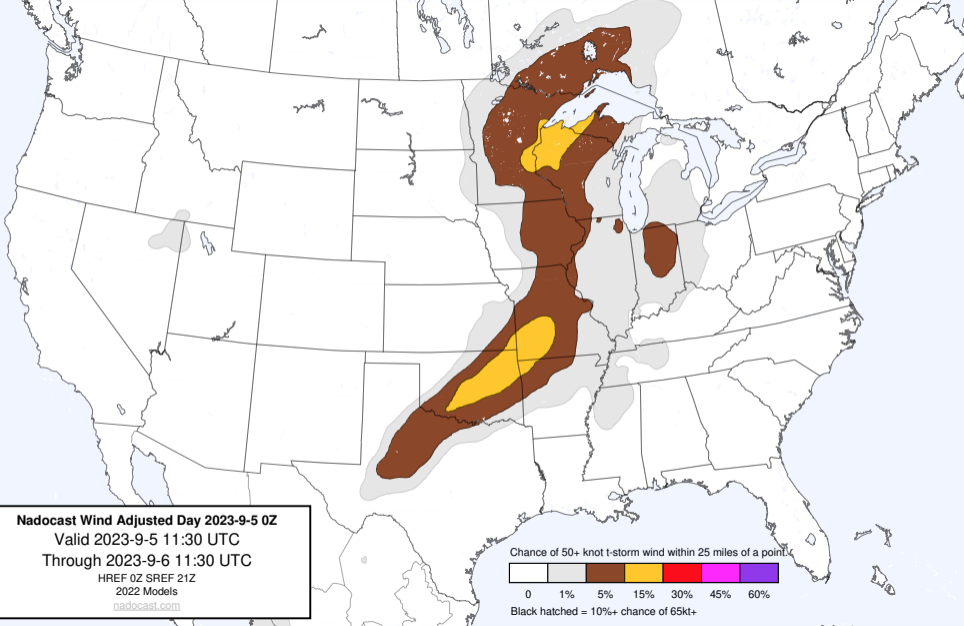 Nadocast Wind Adjusted Day 2023-9-5 0Z
Valid 2023-9-5 11:30 UTC
Through 2023-9-6 11:30 UTC
HREF 0Z SREF 21Z
2022 Models
nadocast.com
Chance of 50+ knot t-storm wind within 25 miles of a point.
0 1% 5% 15% 30% 45% 60%
Black hatched = 10%+ chance of 65kt+